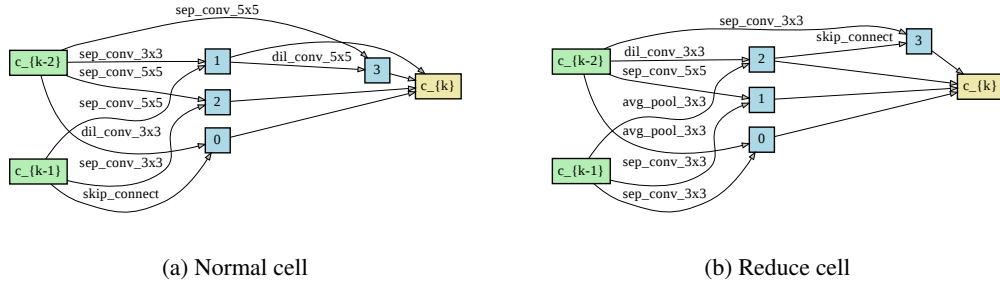 sep_conv_5x5
c_{k-2}
sep_conv_3x3
1
dil_conv_5x5
3
sep_conv_5x5
c_{k}
sep_conv_5x5
2
dil_conv_3x3
0
c_{k-1}
sep_conv_3x3
skip_connect
(a) Normal cell
sep_conv_3x3
3
skip_connect
c_{k-2}
dil_conv_3x3
2
sep_conv_5x5
c_{k}
avg_pool_3x3
1
avg_pool_3x3
0
c_{k-1}
sep_conv_3x3
sep_conv_3x3
(b) Reduce cell